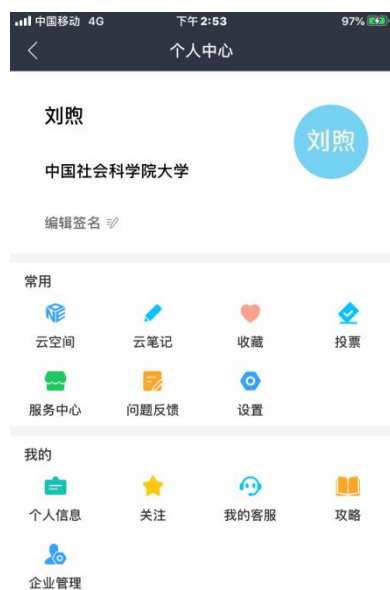 中国移动 4G 下午2:53 97%
个人中心
刘煦
刘煦
中国社会科学院大学
编辑签名
常用
云空间 云笔记 收藏 投票
服务中心 问题反馈 设置
我的
个人信息 关注 我的客服 攻略
企业管理